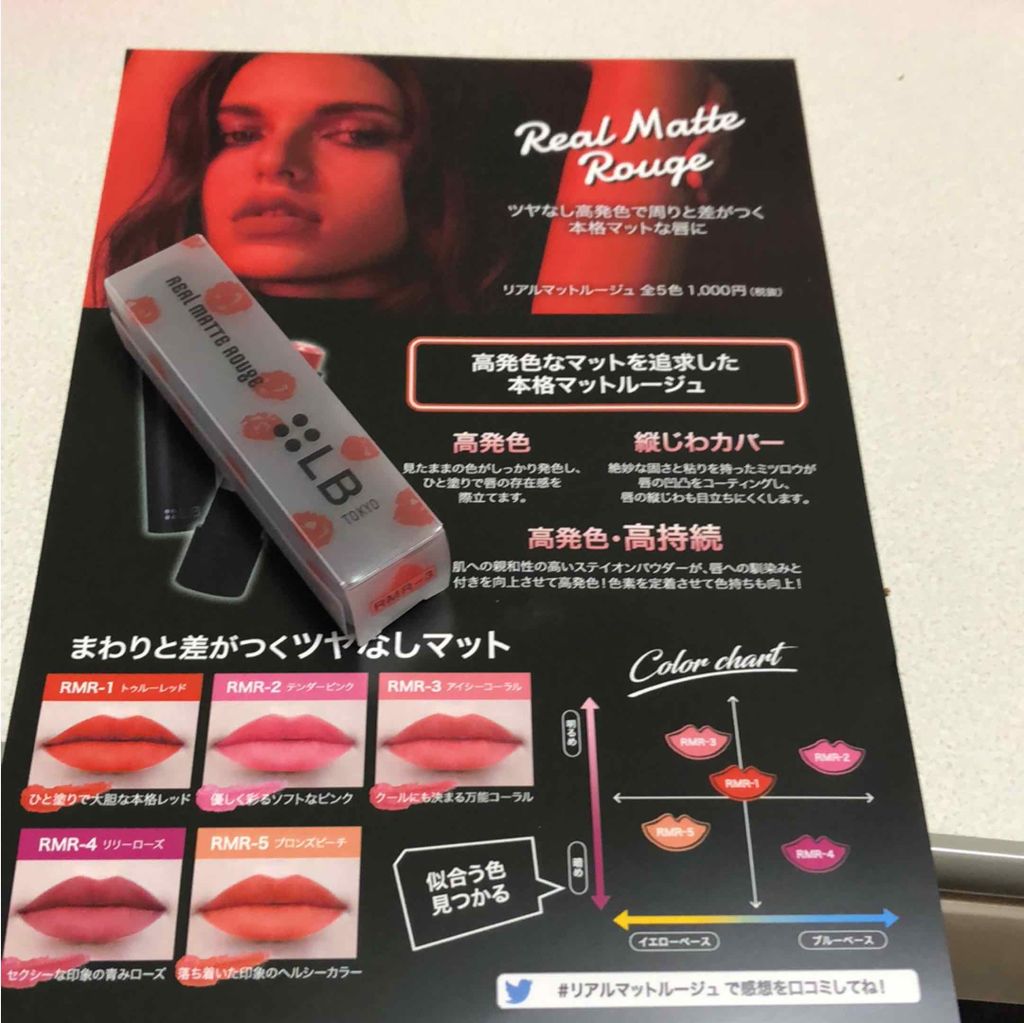 Real Matte
Rouge
ツヤなし高発色で周りと差がつく
本格マットな唇に
リアルマットルージュ 全5色 1,000円(税抜)
REAL MATTE ROUGE
LB
TOKYO
RMR-3
LB
高発色なマットを追求した
本格マットルージュ
高発色
見たままの色がしっかり発色し、
ひと塗りで唇の存在感を
際立てます。
縦じわカバー
絶妙な固さと粘りを持ったミツロウが
唇の凹凸をコーティングし、
唇の縦じわも目立ちにくくします。
高発色・高持続
肌への親和性の高いステイオンパウダーが、唇への馴染みと
付きを向上させて高発色!色素を定着させて色持ちも向上!
まわりと差がつくツヤなしマット
RMR-1 トゥルーレッド
ひと塗りで大胆な本格レッド
RMR-2 テンダーピンク
優しく彩るソフトなピンク
RMR-3 アイシーコーラル
クールにも決まる万能コーラル
RMR-4 リリーローズ
セクシーな印象の青みローズ
RMR-5 ブロンズピーチ
落ち着いた印象のヘルシーカラー
似合う色
見つかる
Color chart
明るめ
暗め
RMR-3
RMR-2
RMR-1
RMR-5
RMR-4
イエローベース
ブルーベース
#リアルマットルージュ で感想を口コミしてね!